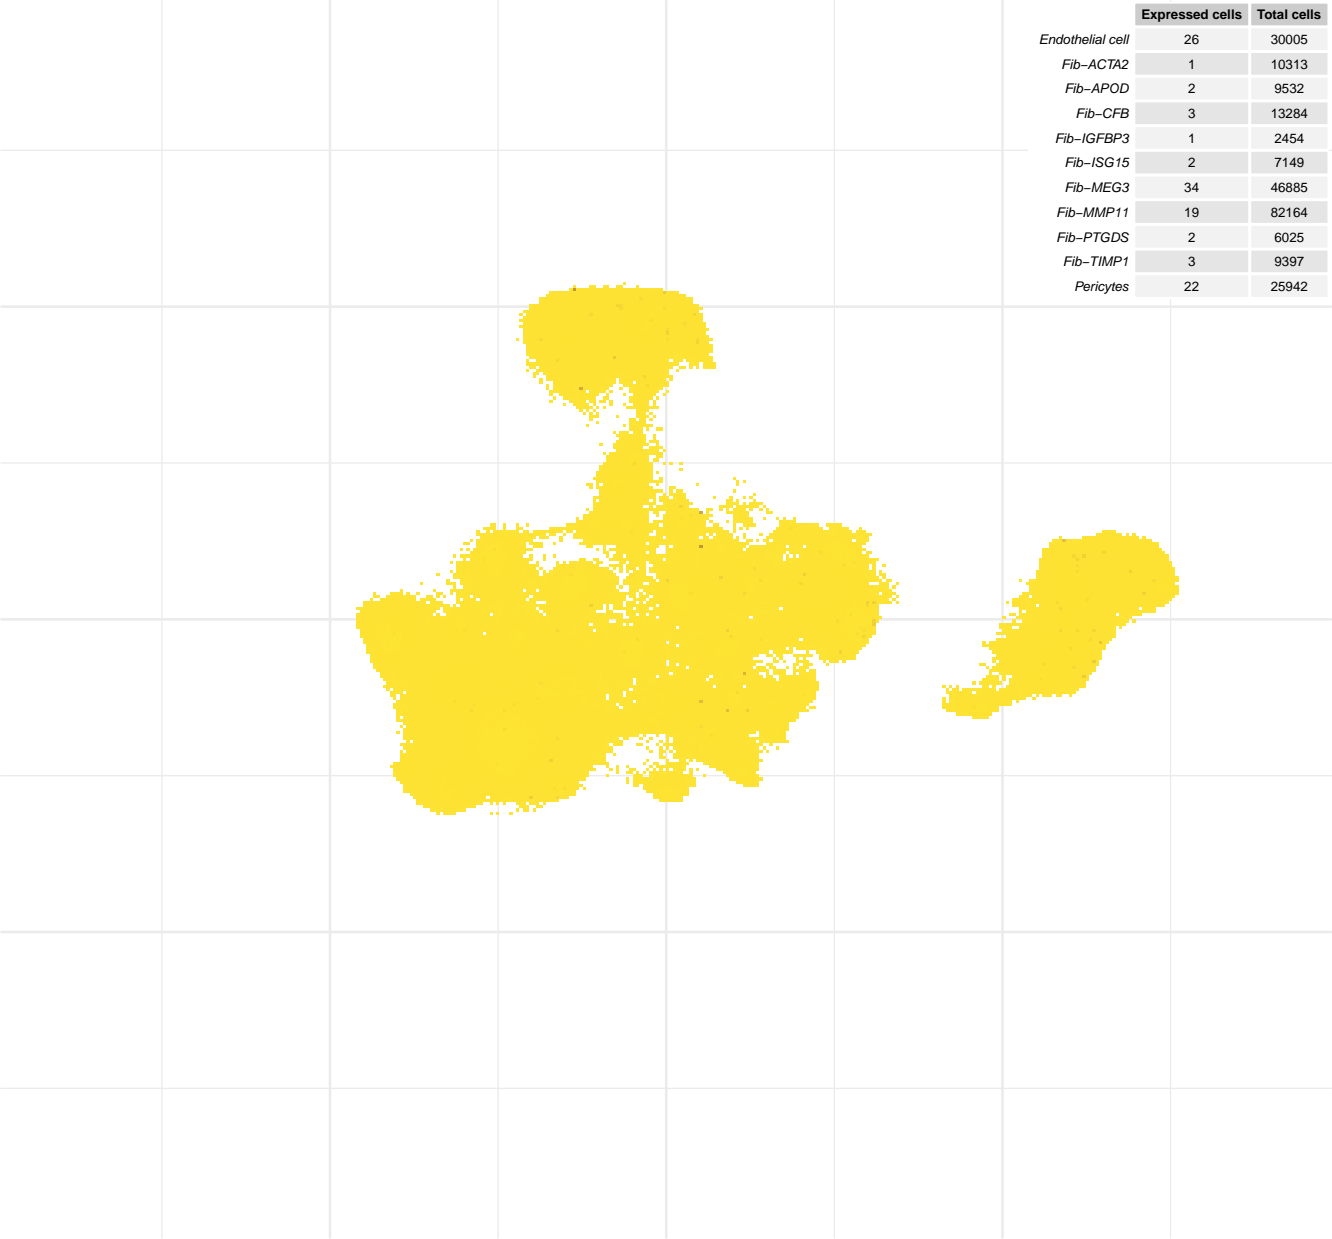 Expressed cells Total cells
Endothelial cell 26 30005
Fib−ACTA2 1 10313
Fib−APOD 2 9532
Fib−CFB 3 13284
Fib−IGFBP3 1 2454
Fib−ISG15 2 7149
Fib−MEG3 34 46885
Fib−MMP11 19 82164
Fib−PTGDS 2 6025
Fib−TIMP1 3 9397
Pericytes 22 25942